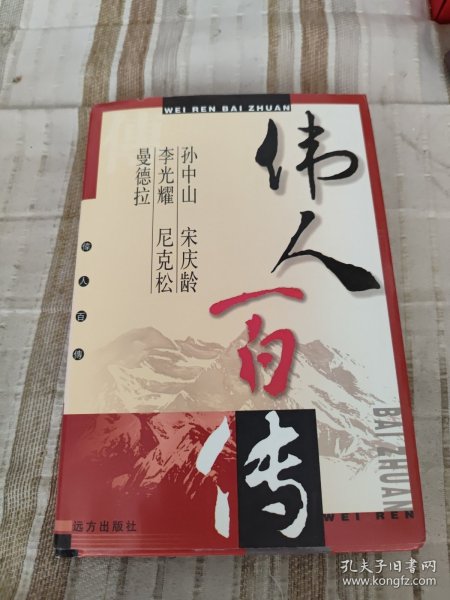 WEI REN BAI ZHUAN
伟人百传
孙中山 宋庆龄
李光耀 尼克松
曼德拉
伟人百傳
BAI ZHUAN
WEI REN
远方出版社
孔夫子旧书网
www.kongfz.com